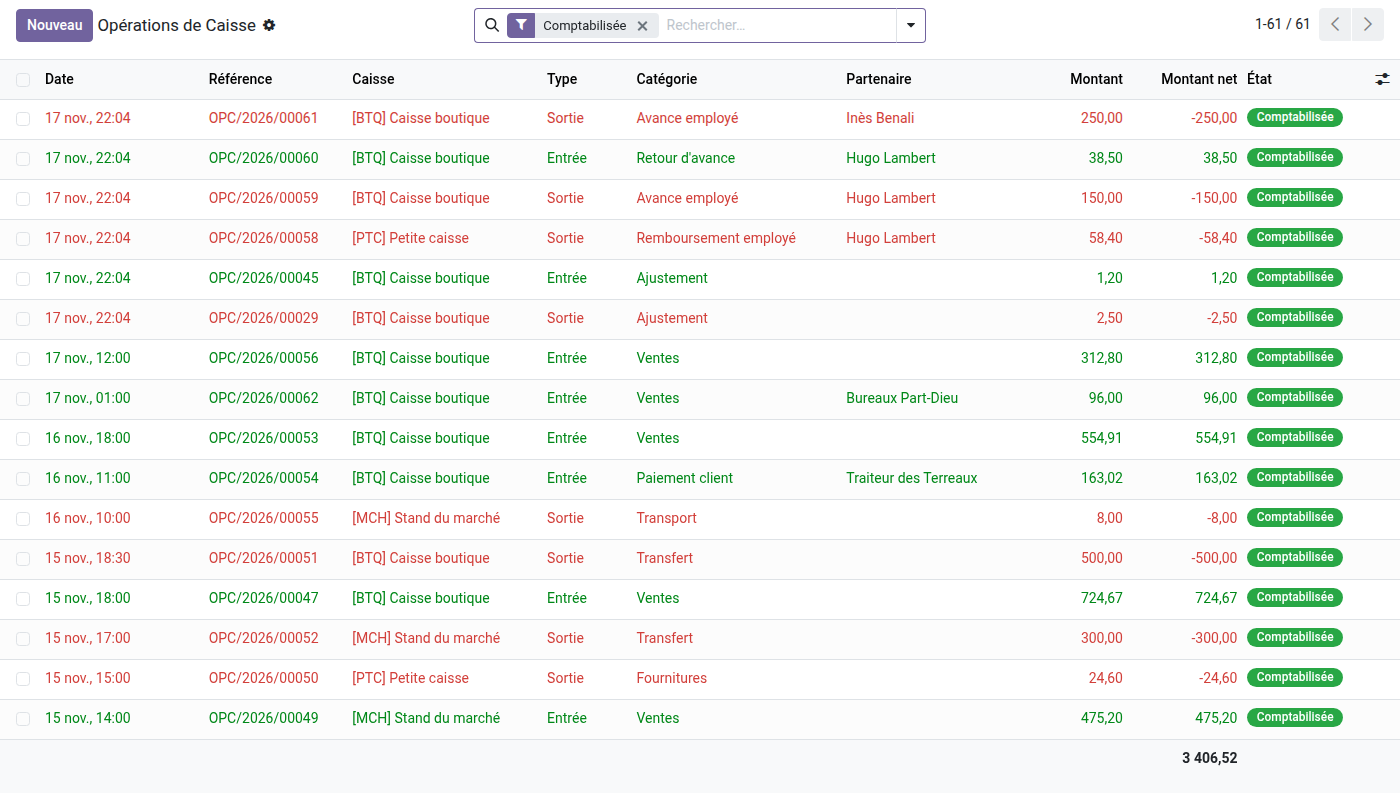 Nouveau Opérations de Caisse Comptabilisée Rechercher... 1-61 / 61
Date Référence Caisse Type Catégorie Partenaire Montant Montant net État
17 nov., 22:04 OPC/2026/00061 [BTQ] Caisse boutique Sortie Avance employé Inès Benali 250,00 -250,00 Comptabilisée
17 nov., 22:04 OPC/2026/00060 [BTQ] Caisse boutique Entrée Retour d'avance Hugo Lambert 38,50 38,50 Comptabilisée
17 nov., 22:04 OPC/2026/00059 [BTQ] Caisse boutique Sortie Avance employé Hugo Lambert 150,00 -150,00 Comptabilisée
17 nov., 22:04 OPC/2026/00058 [PTC] Petite caisse Sortie Remboursement employé Hugo Lambert 58,40 -58,40 Comptabilisée
17 nov., 22:04 OPC/2026/00045 [BTQ] Caisse boutique Entrée Ajustement 1,20 1,20 Comptabilisée
17 nov., 22:04 OPC/2026/00029 [BTQ] Caisse boutique Sortie Ajustement 2,50 -2,50 Comptabilisée
17 nov., 12:00 OPC/2026/00056 [BTQ] Caisse boutique Entrée Ventes 312,80 312,80 Comptabilisée
17 nov., 01:00 OPC/2026/00062 [BTQ] Caisse boutique Entrée Ventes Bureaux Part-Dieu 96,00 96,00 Comptabilisée
16 nov., 18:00 OPC/2026/00053 [BTQ] Caisse boutique Entrée Ventes 554,91 554,91 Comptabilisée
16 nov., 11:00 OPC/2026/00054 [BTQ] Caisse boutique Entrée Paiement client Traiteur des Terreaux 163,02 163,02 Comptabilisée
16 nov., 10:00 OPC/2026/00055 [MCH] Stand du marché Sortie Transport 8,00 -8,00 Comptabilisée
15 nov., 18:30 OPC/2026/00051 [BTQ] Caisse boutique Sortie Transfert 500,00 -500,00 Comptabilisée
15 nov., 18:00 OPC/2026/00047 [BTQ] Caisse boutique Entrée Ventes 724,67 724,67 Comptabilisée
15 nov., 17:00 OPC/2026/00052 [MCH] Stand du marché Sortie Transfert 300,00 -300,00 Comptabilisée
15 nov., 15:00 OPC/2026/00050 [PTC] Petite caisse Sortie Fournitures 24,60 -24,60 Comptabilisée
15 nov., 14:00 OPC/2026/00049 [MCH] Stand du marché Entrée Ventes 475,20 475,20 Comptabilisée
3 406,52